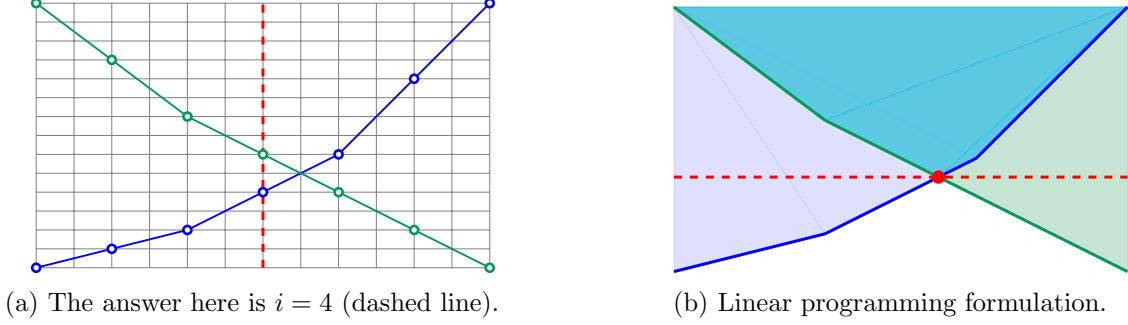 (a) The answer here is i = 4 (dashed line).
(b) Linear programming formulation.